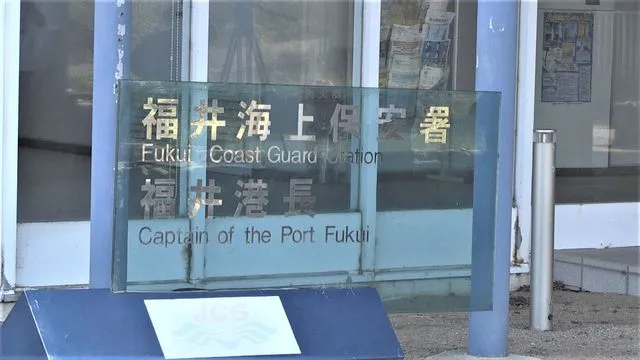 福井海上保安署
Fukui Coast Guard Station
福井港長
Captain of the Port Fukui
JCG